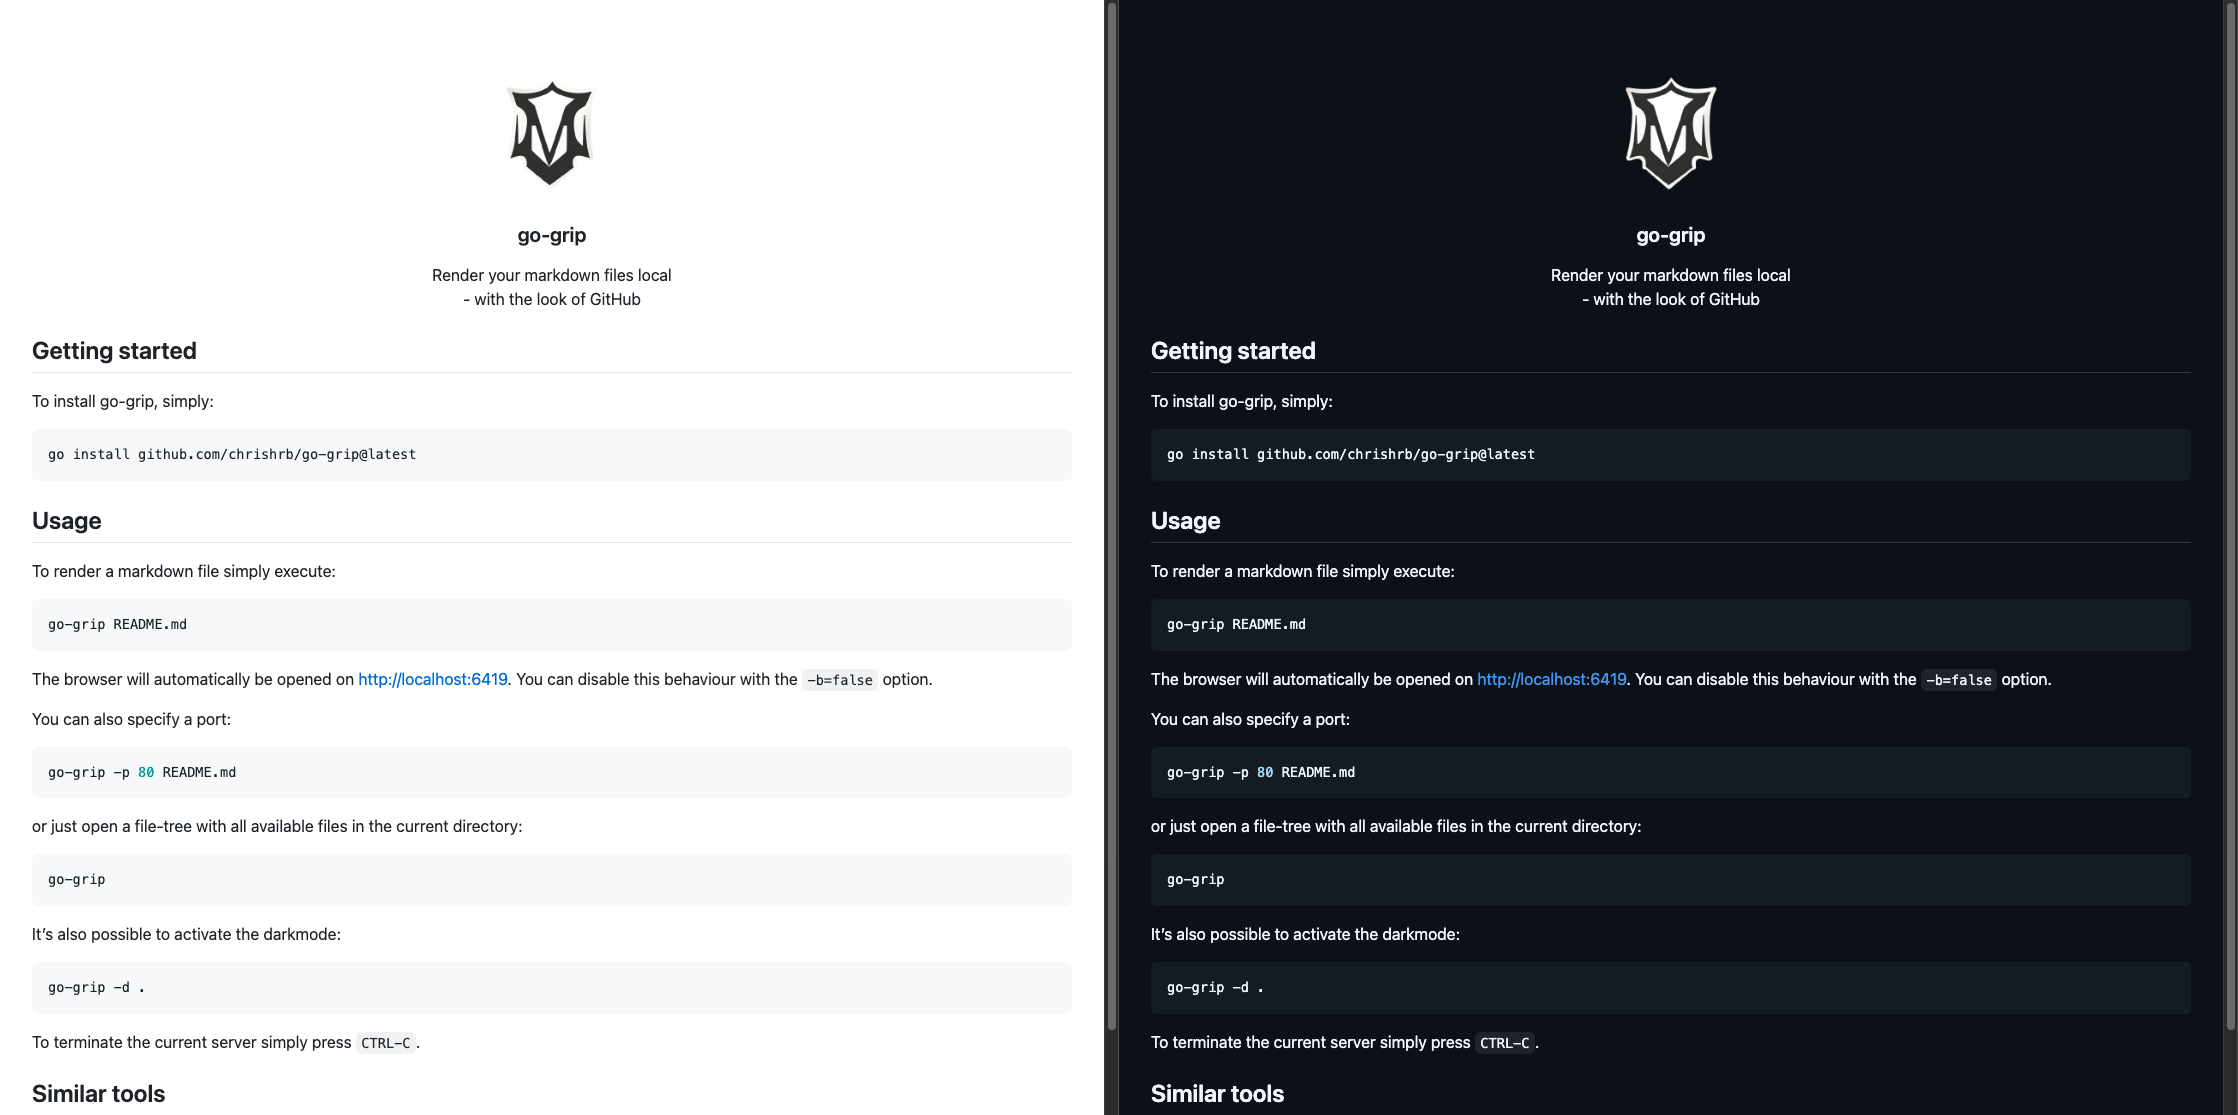 go-grip
Render your markdown files local
- with the look of GitHub
Getting started
To install go-grip, simply:
go install github.com/chrishrb/go-grip@latest
Usage
To render a markdown file simply execute:
go-grip README.md
The browser will automatically be opened on http://localhost:6419. You can disable this behaviour with the -b=false option.
You can also specify a port:
go-grip -p 80 README.md
or just open a file-tree with all available files in the current directory:
go-grip
It's also possible to activate the darkmode:
go-grip -d .
To terminate the current server simply press CTRL-C.
Similar tools
go-grip
Render your markdown files local
- with the look of GitHub
Getting started
To install go-grip, simply:
go install github.com/chrishrb/go-grip@latest
Usage
To render a markdown file simply execute:
go-grip README.md
The browser will automatically be opened on http://localhost:6419. You can disable this behaviour with the -b=false option.
You can also specify a port:
go-grip -p 80 README.md
or just open a file-tree with all available files in the current directory:
go-grip
It's also possible to activate the darkmode:
go-grip -d .
To terminate the current server simply press CTRL-C.
Similar tools